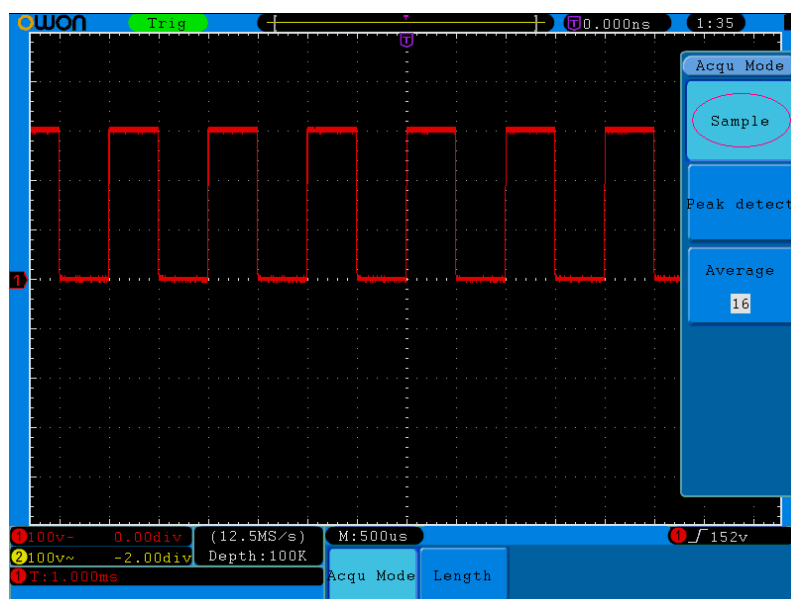 owon Trig T 0.000ns 1:35
T
Acqu Mode
Sample
Peak detect
Average
16
1
1 100v- 0.00div (12.5MS/s) M:500us 1 152v
2 100v~ -2.00div Depth:100K
1 T:1.000ms Acqu Mode Length